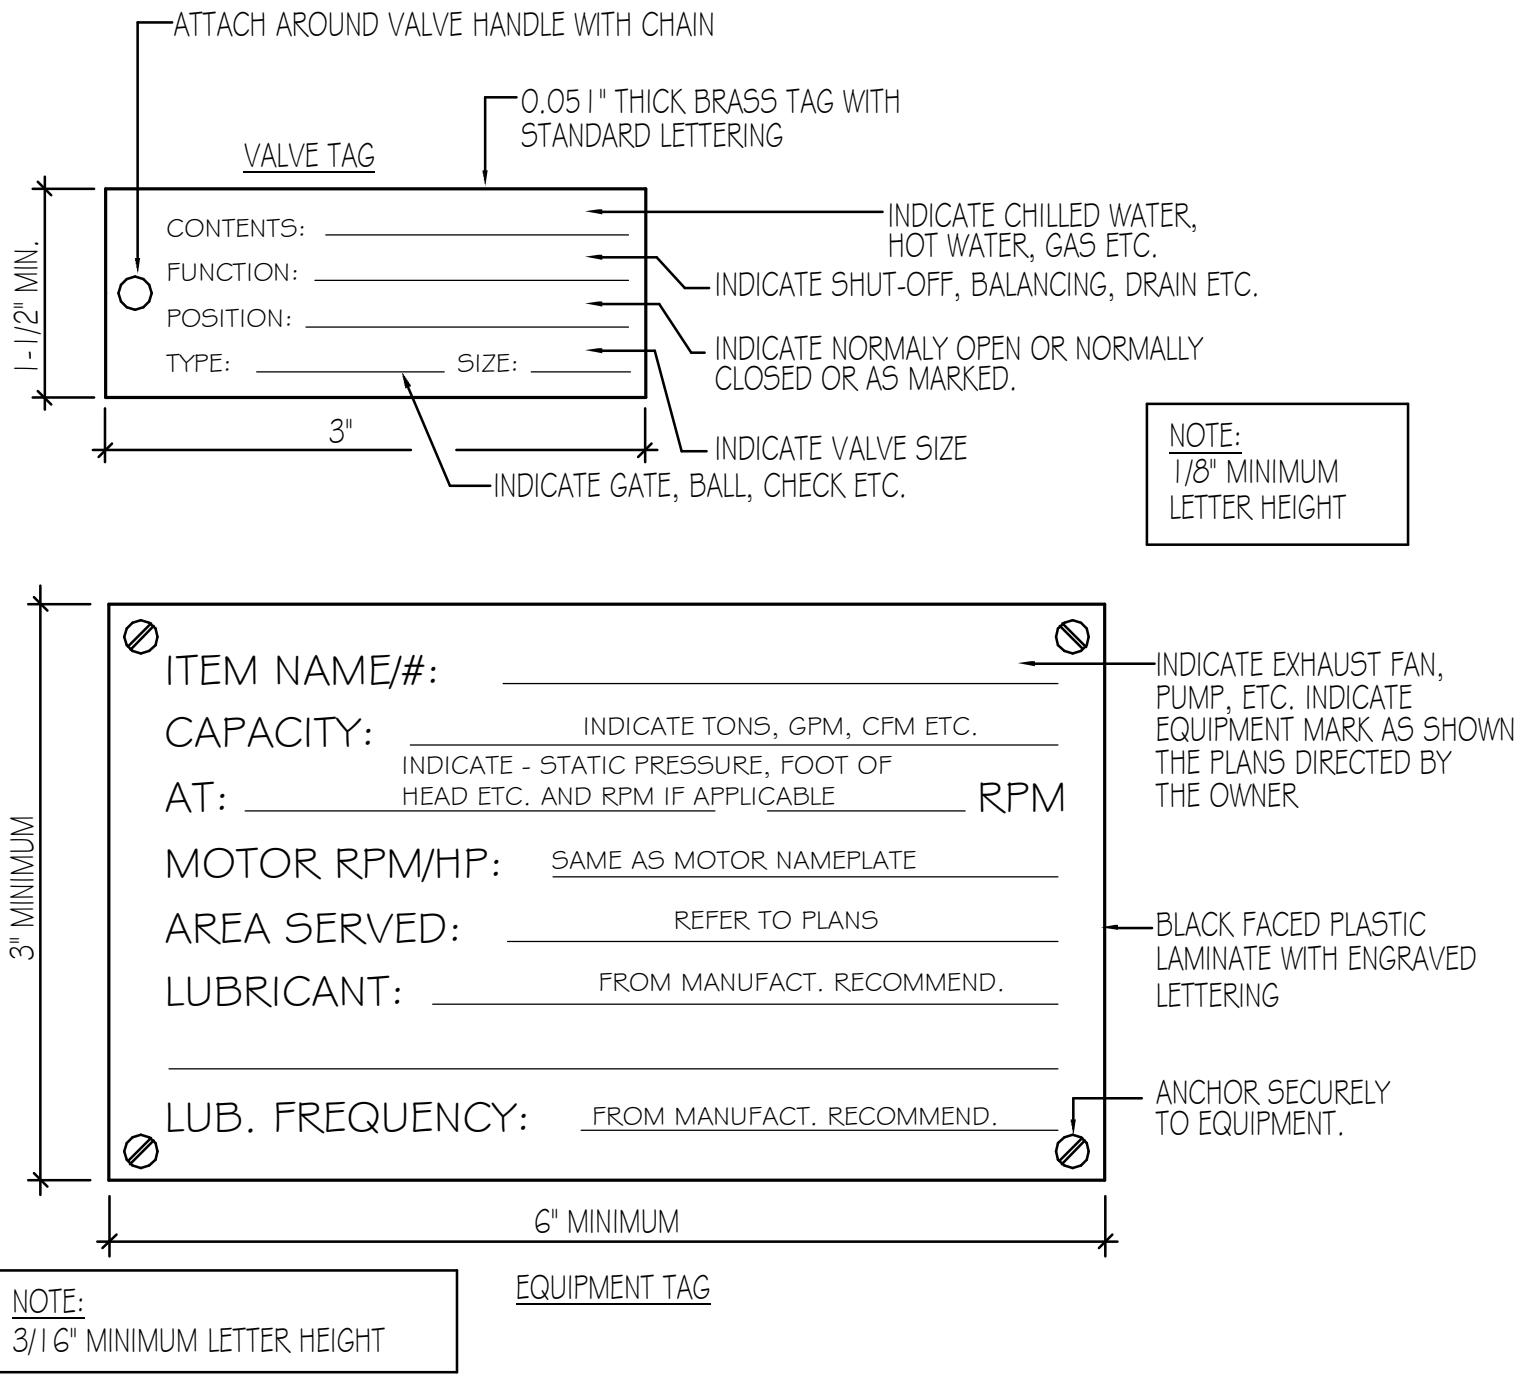 ATTACH AROUND VALVE HANDLE WITH CHAIN
0.051" THICK BRASS TAG WITH
STANDARD LETTERING
VALVE TAG
CONTENTS:
FUNCTION:
POSITION:
TYPE: SIZE:
1-1/2" MIN.
3"
INDICATE CHILLED WATER,
HOT WATER, GAS ETC.
INDICATE SHUT-OFF, BALANCING, DRAIN ETC.
INDICATE NORMALY OPEN OR NORMALLY
CLOSED OR AS MARKED.
INDICATE VALVE SIZE
INDICATE GATE, BALL, CHECK ETC.
NOTE:
1/8" MINIMUM
LETTER HEIGHT
ITEM NAME/#:
CAPACITY: INDICATE TONS, GPM, CFM ETC.
INDICATE - STATIC PRESSURE, FOOT OF
AT: HEAD ETC. AND RPM IF APPLICABLE RPM
MOTOR RPM/HP: SAME AS MOTOR NAMEPLATE
AREA SERVED: REFER TO PLANS
LUBRICANT: FROM MANUFACT. RECOMMEND.
LUB. FREQUENCY: FROM MANUFACT. RECOMMEND.
3" MINIMUM
6" MINIMUM
INDICATE EXHAUST FAN,
PUMP, ETC. INDICATE
EQUIPMENT MARK AS SHOWN
THE PLANS DIRECTED BY
THE OWNER
BLACK FACED PLASTIC
LAMINATE WITH ENGRAVED
LETTERING
ANCHOR SECURELY
TO EQUIPMENT.
EQUIPMENT TAG
NOTE:
3/16" MINIMUM LETTER HEIGHT